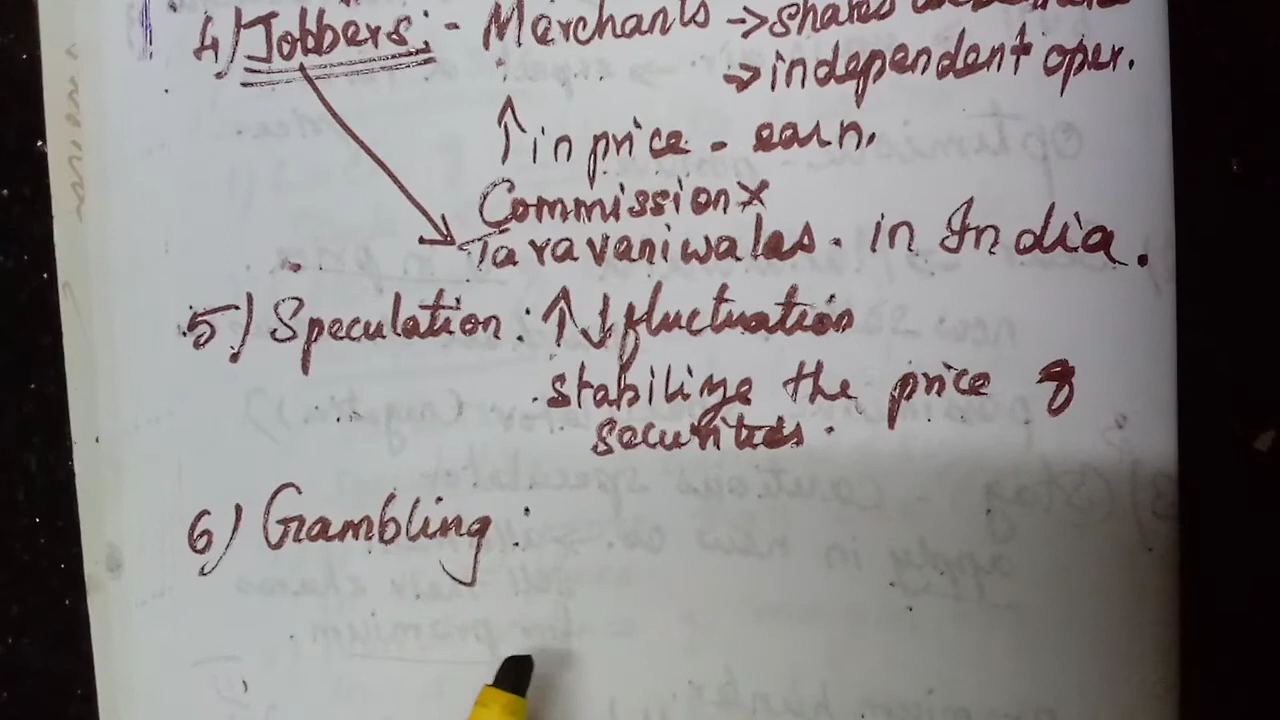 4) Jobbers: - Merchants → shares
→ independent oper.
↑ in price - earn.
Commission x
Taravaniwalas. in India.
5) Speculation: ↑↓ fluctuation
stabilize the price of
securities.
6) Gambling: